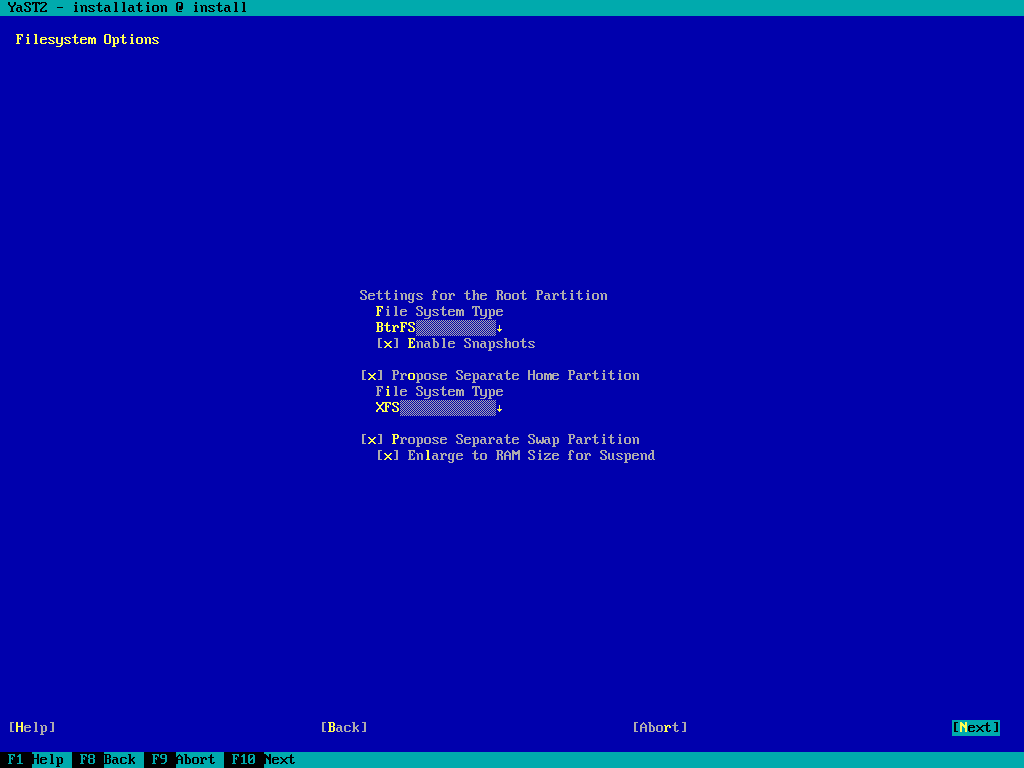 YaST2 - installation @ install
Filesystem Options
Settings for the Root Partition
File System Type
BtrFS↓
[x] Enable Snapshots
[x] Propose Separate Home Partition
File System Type
XFS↓
[x] Propose Separate Swap Partition
[x] Enlarge to RAM Size for Suspend
[Help] [Back] [Abort] [Next]
F1 Help F8 Back F9 Abort F10 Next